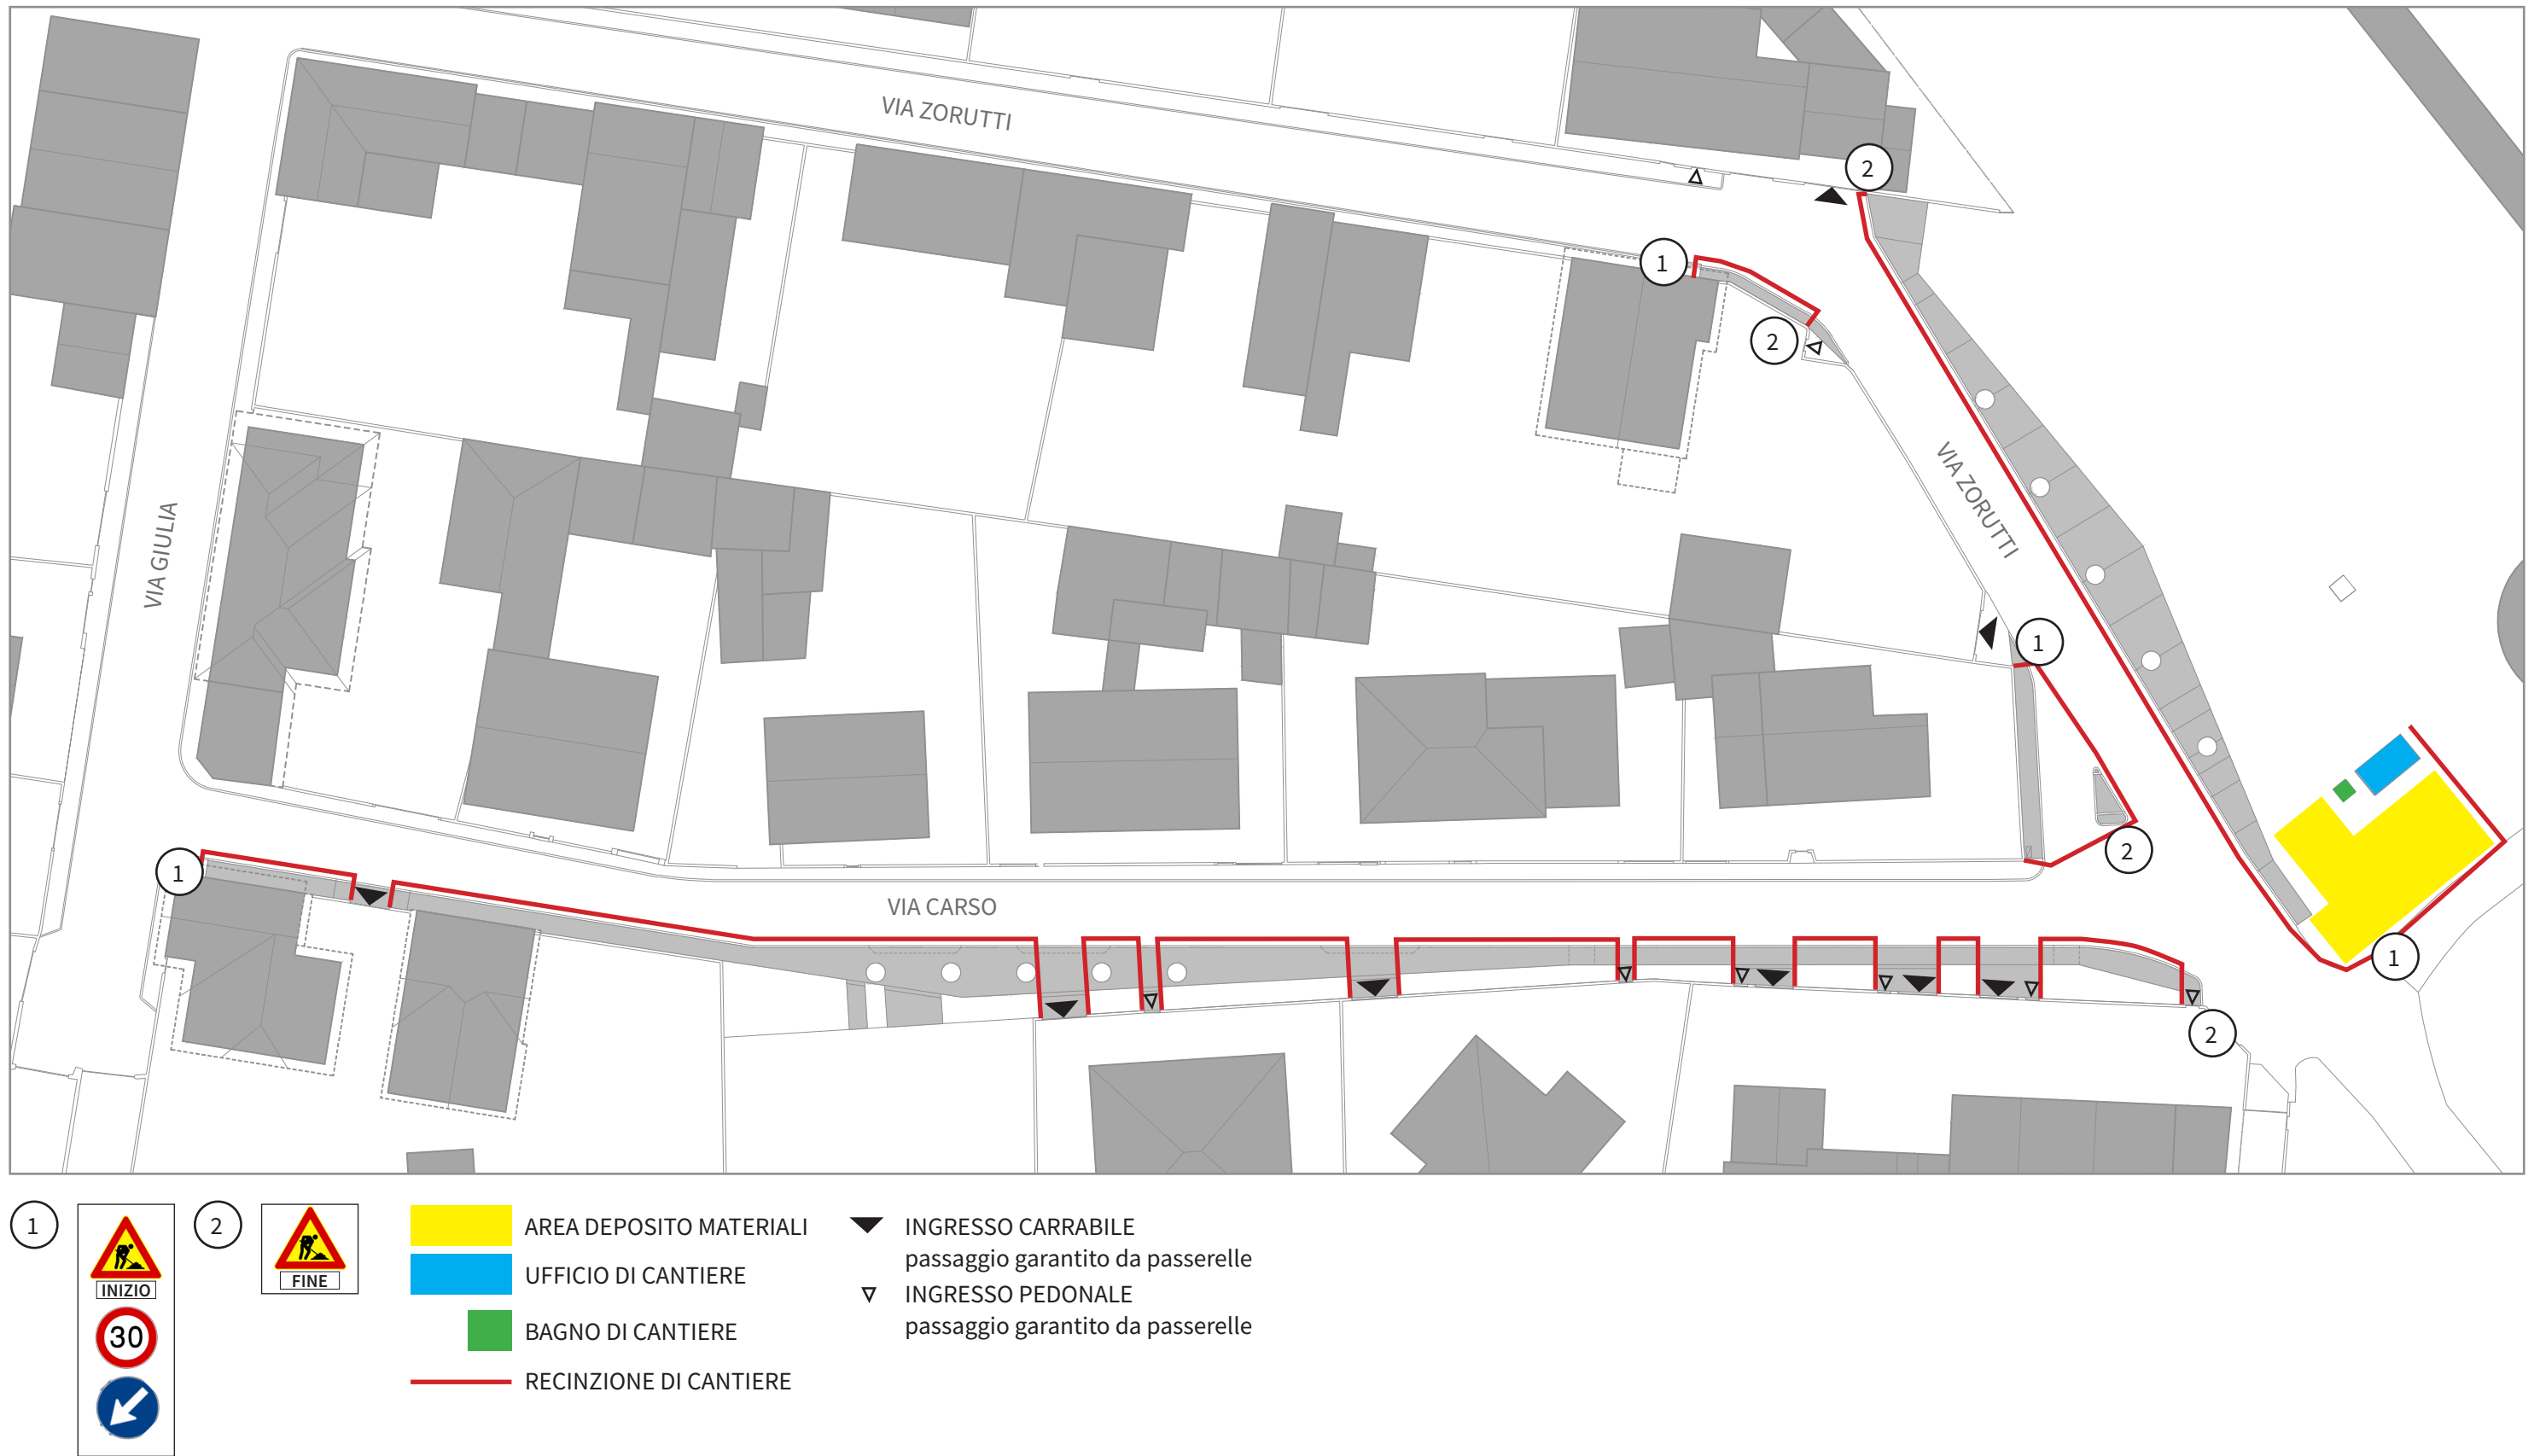 VIA ZORUTTI
2
1
2
VIA ZORUTTI
VIA GIULIA
1
2
1
VIA CARSO
1
2
1
INIZIO
30
2
FINE
AREA DEPOSITO MATERIALI
UFFICIO DI CANTIERE
BAGNO DI CANTIERE
RECINZIONE DI CANTIERE
INGRESSO CARRABILE
passaggio garantito da passerelle
INGRESSO PEDONALE
passaggio garantito da passerelle